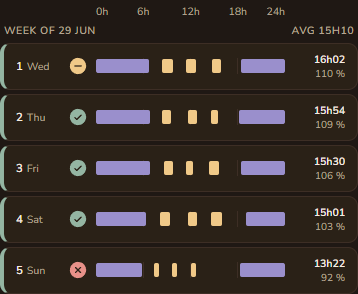 0h 6h 12h 18h 24h
WEEK OF 29 JUN AVG 15H10
1 Wed 16h02
110 %
2 Thu 15h54
109 %
3 Fri 15h30
106 %
4 Sat 15h01
103 %
5 Sun 13h22
92 %